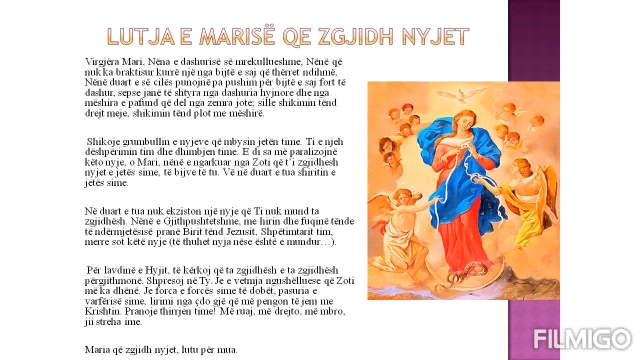 LUTJA E MARISË QE ZGJIDH NYJET
Virgjëra Mari, Nëna e dashurisë së mrekullueshme, Nënë që
nuk ka braktisur kurrë një nga bijtë e saj që thërret ndihmë,
Nënë duart e së cilës punojnë pa pushim për bijtë e saj fort të
dashur, sepse janë të shtyra nga dashuria hyjnore dhe nga
mëshira e pafund që del nga zemra jote; sille shikimin tënd
drejt meje, shikimin tënd plot me mëshirë.
Shikoje grumbullin e nyjeve që mbysin jetën time. Ti e njeh
dëshpërimin tim dhe dhimbjen time. E di sa më paralizojnë
këto nyje, o Mari, nënë e ngarkuar nga Zoti që t'i zgjidhesh
nyjet e jetës sime, të bijve të tu. Vë në duart e tua shiritin e
jetës sime.
Në duart e tua nuk ekziston një nyje që Ti nuk mund ta
zgjidhësh. Nënë e Gjithpushtetshme, me hirin dhe fuqinë tënde
të ndërmjetësisë pranë Birit tënd Jezusit, Shpëtimtarit tim,
merre sot këtë nyje (të thuhet nyja nëse është e mundur…).
Për lavdinë e Hyjit, të kërkoj që ta zgjidhësh e ta zgjidhësh
përgjithmonë. Shpresoj në Ty. Je e vetmja ngushëlluese që Zoti
më ka dhënë. Je forca e forcës sime të dobët, pasuria e
varfërisë sime, lirimi nga çdo gjë që më pengon të jem me
Krishtin. Pranoje thirrjen time! Më ruaj, më drejto, më mbro,
jii streha ime.
Maria që zgjidh nyjet, lutu për mua.
FILMIGO